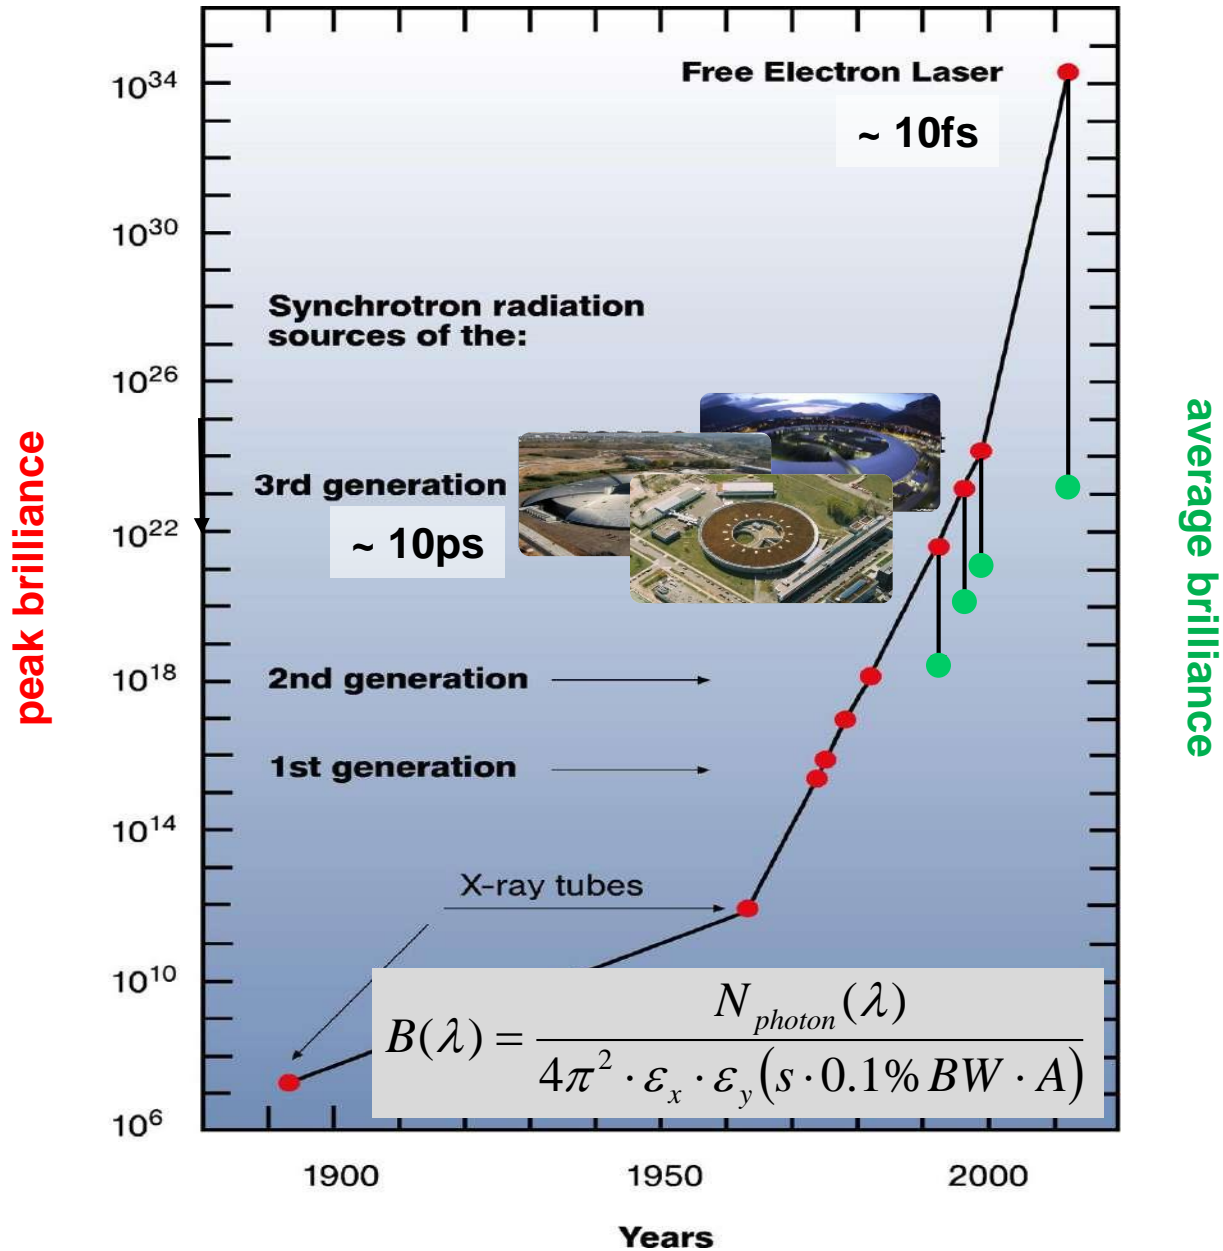 Free Electron Laser
~ 10fs
10³⁴
10³⁰
Synchrotron radiation
sources of the:
10²⁶
3rd generation
10²²
~ 10ps
2nd generation
10¹⁸
1st generation
10¹⁴
X-ray tubes
10¹⁰
10⁶
B(λ) = N_photon(λ) / 4π² · ε_x · ε_y (s · 0.1% BW · A)
1900 1950 2000
Years
peak brilliance
average brilliance